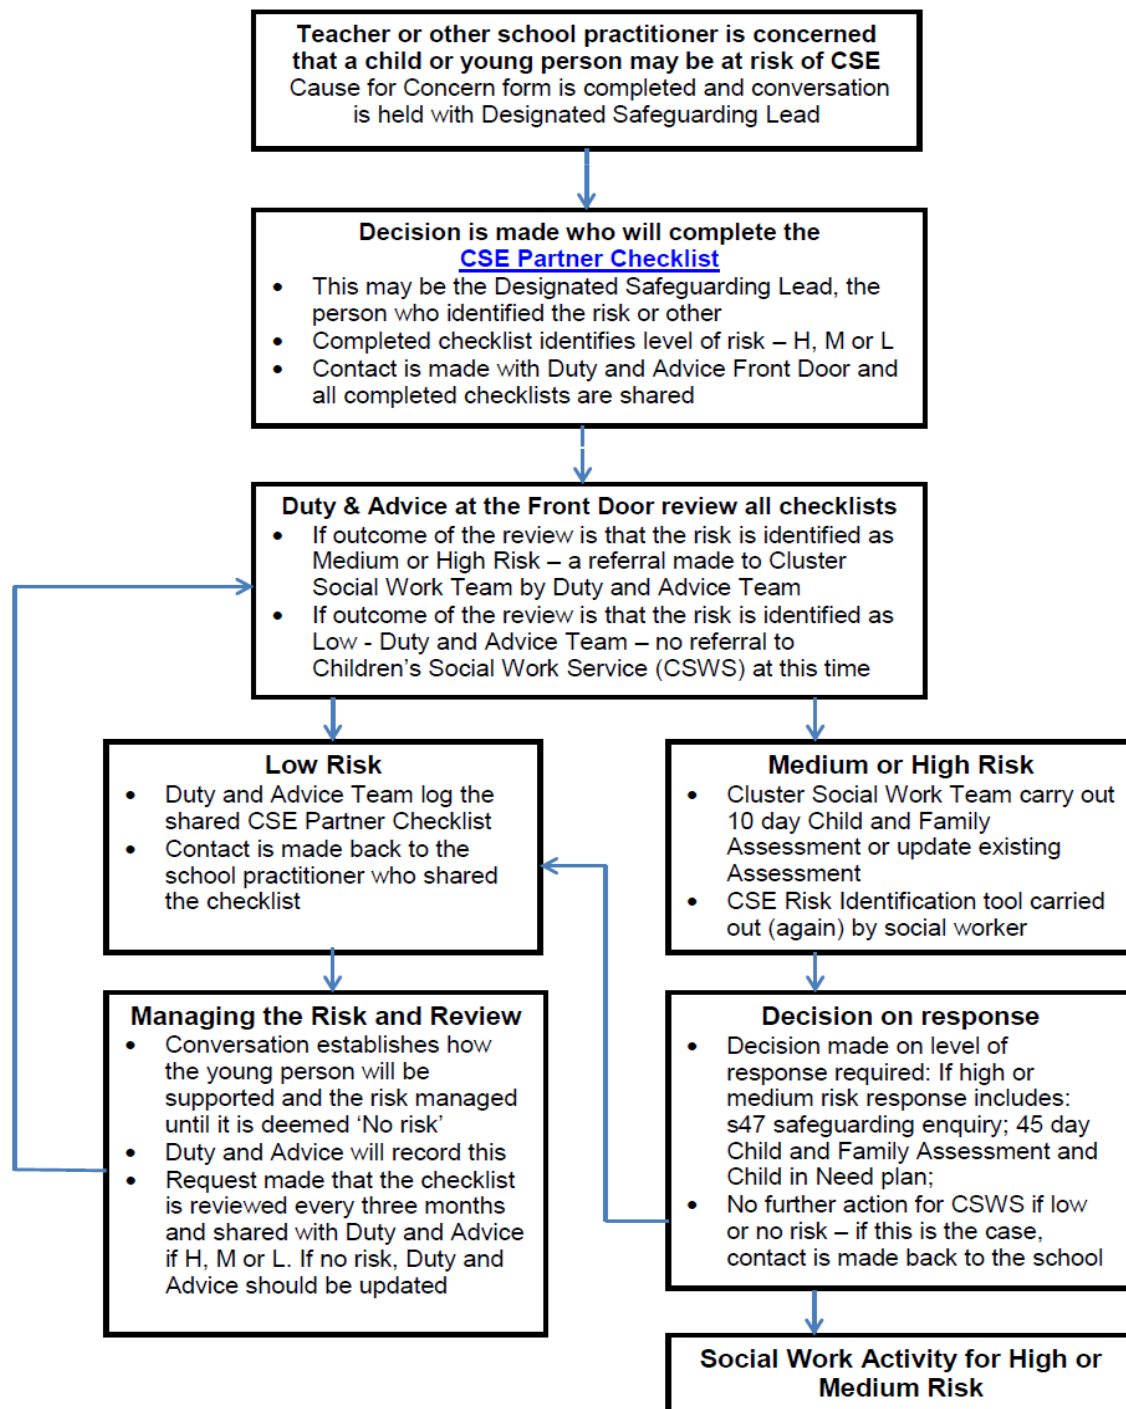 Teacher or other school practitioner is concerned
that a child or young person may be at risk of CSE
Cause for Concern form is completed and conversation
is held with Designated Safeguarding Lead
Decision is made who will complete the
CSE Partner Checklist
• This may be the Designated Safeguarding Lead, the
person who identified the risk or other
• Completed checklist identifies level of risk – H, M or L
• Contact is made with Duty and Advice Front Door and
all completed checklists are shared
Duty & Advice at the Front Door review all checklists
• If outcome of the review is that the risk is identified as
Medium or High Risk – a referral made to Cluster
Social Work Team by Duty and Advice Team
• If outcome of the review is that the risk is identified as
Low - Duty and Advice Team – no referral to
Children's Social Work Service (CSWS) at this time
Low Risk
• Duty and Advice Team log the
shared CSE Partner Checklist
• Contact is made back to the
school practitioner who shared
the checklist
Medium or High Risk
• Cluster Social Work Team carry out
10 day Child and Family
Assessment or update existing
Assessment
• CSE Risk Identification tool carried
out (again) by social worker
Managing the Risk and Review
• Conversation establishes how
the young person will be
supported and the risk managed
until it is deemed 'No risk'
• Duty and Advice will record this
• Request made that the checklist
is reviewed every three months
and shared with Duty and Advice
if H, M or L. If no risk, Duty and
Advice should be updated
Decision on response
• Decision made on level of
response required: If high or
medium risk response includes:
s47 safeguarding enquiry; 45 day
Child and Family Assessment and
Child in Need plan;
• No further action for CSWS if low
or no risk – if this is the case,
contact is made back to the school
Social Work Activity for High or
Medium Risk